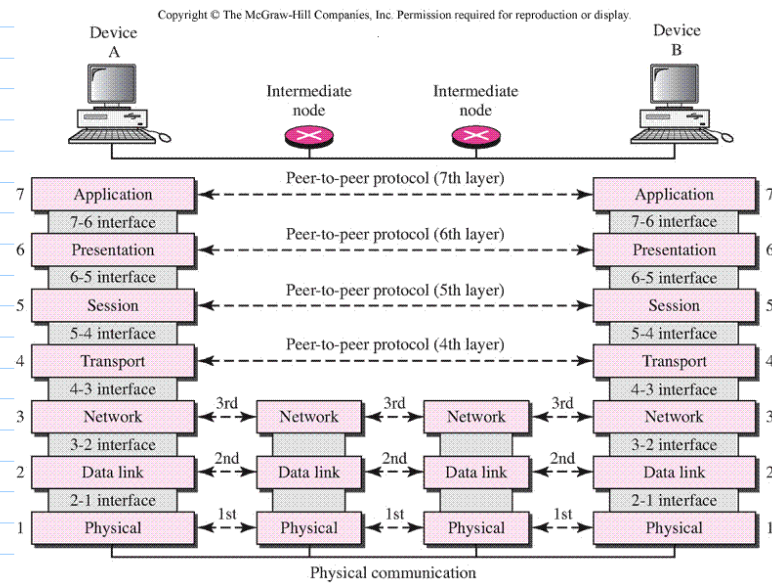 Copyright © The McGraw-Hill Companies, Inc. Permission required for reproduction or display.
Device
A
Device
B
Intermediate
node
Intermediate
node
7 Application Peer-to-peer protocol (7th layer) Application 7
7-6 interface 7-6 interface
6 Presentation Peer-to-peer protocol (6th layer) Presentation 6
6-5 interface 6-5 interface
5 Session Peer-to-peer protocol (5th layer) Session 5
5-4 interface 5-4 interface
4 Transport Peer-to-peer protocol (4th layer) Transport 4
4-3 interface 4-3 interface
3 Network 3rd Network 3rd Network 3rd Network 3
3-2 interface 3-2 interface
2 Data link 2nd Data link 2nd Data link 2nd Data link 2
2-1 interface 2-1 interface
1 Physical 1st Physical 1st Physical 1st Physical 1
Physical communication